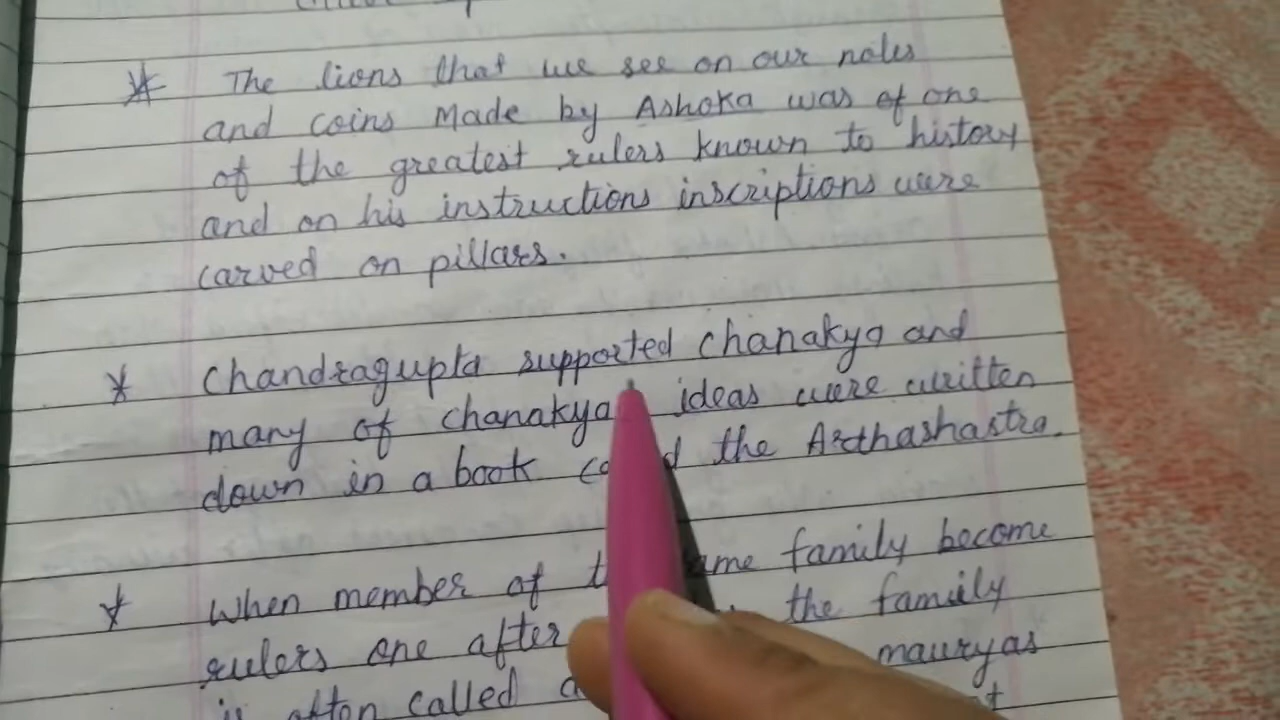 The lions that we see on our notes
and coins Made by Ashoka was of one
of the greatest rulers known to history
and on his instructions inscriptions were
carved on pillars.
Chandragupta supported Chanakya and
many of chanakya ideas were written
down in a book the Arthashastra.
When member of family become
rulers one after the family
mauryas
is often called